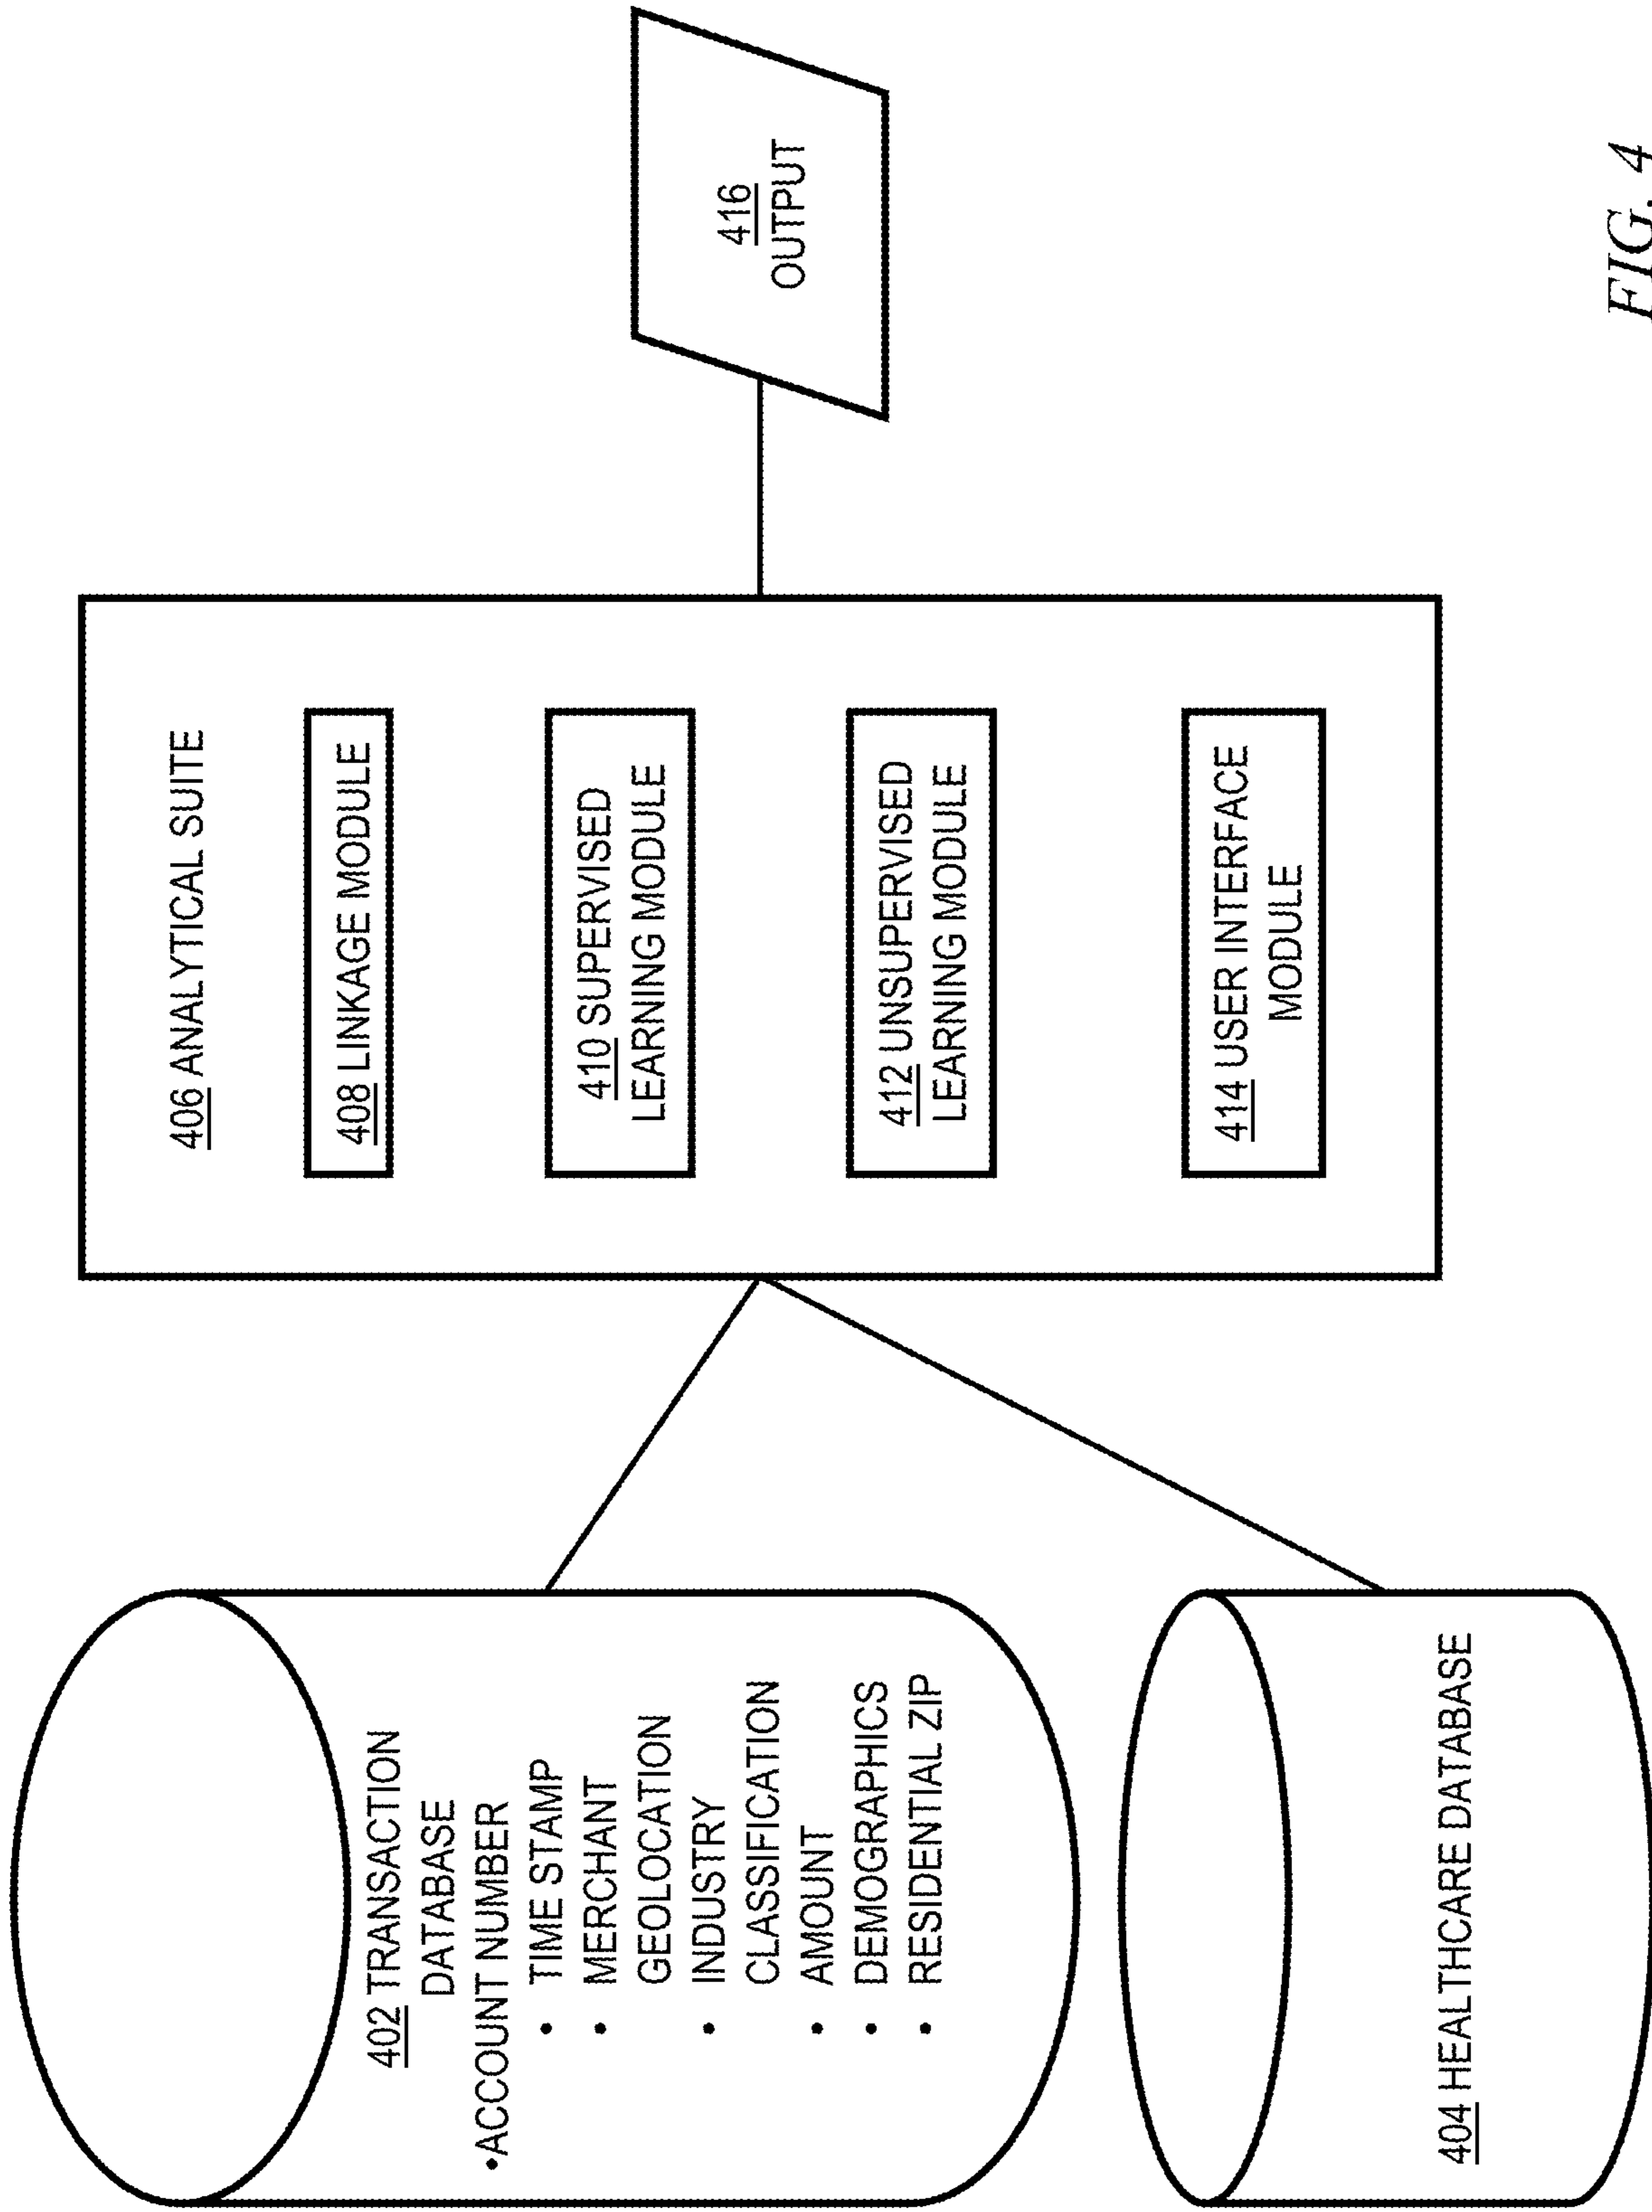 402 TRANSACTION
DATABASE
•ACCOUNT NUMBER
• TIME STAMP
• MERCHANT
GEOLOCATION
• INDUSTRY
CLASSIFICATION
• AMOUNT
• DEMOGRAPHICS
• RESIDENTIAL ZIP
404 HEALTHCARE DATABASE
406 ANALYTICAL SUITE
408 LINKAGE MODULE
410 SUPERVISED
LEARNING MODULE
412 UNSUPERVISED
LEARNING MODULE
414 USER INTERFACE
MODULE
416
OUTPUT
FIG. 4